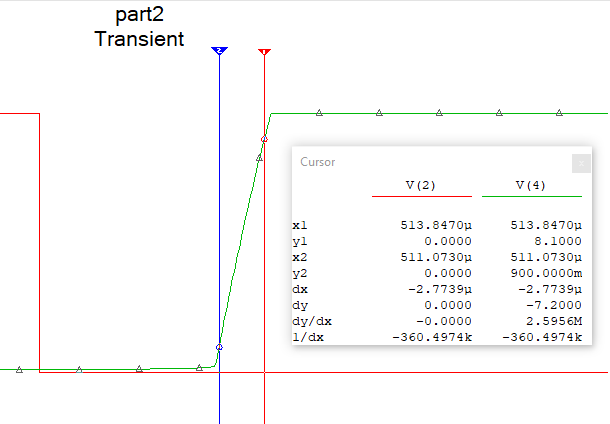 part2
Transient
2
1
Cursor
x
V(2) V(4)
x1 513.8470µ 513.8470µ
y1 0.0000 8.1000
x2 511.0730µ 511.0730µ
y2 0.0000 900.0000m
dx -2.7739µ -2.7739µ
dy 0.0000 -7.2000
dy/dx -0.0000 2.5956M
1/dx -360.4974k -360.4974k